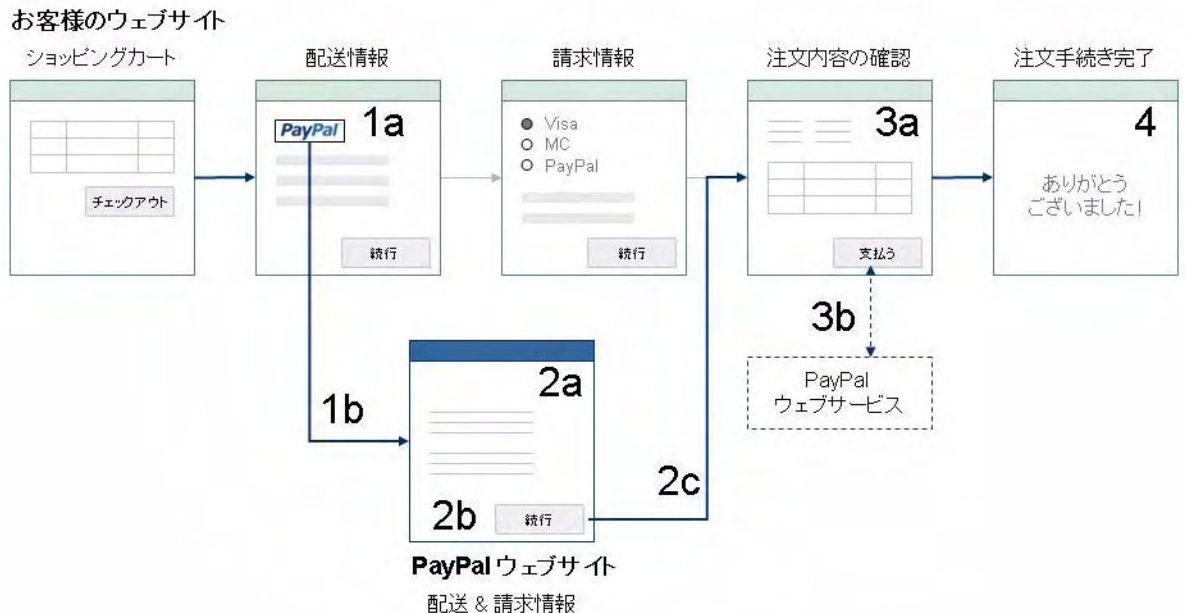 お客様のウェブサイト
ショッピングカート
配送情報
請求情報
注文内容の確認
注文手続き完了
チェックアウト
PayPal
1a
続行
Visa
MC
PayPal
続行
3a
支払う
4
ありがとう
ございました!
1b
2a
2b
続行
2c
3b
PayPal
ウェブサービス
PayPal ウェブサイト
配送 & 請求情報